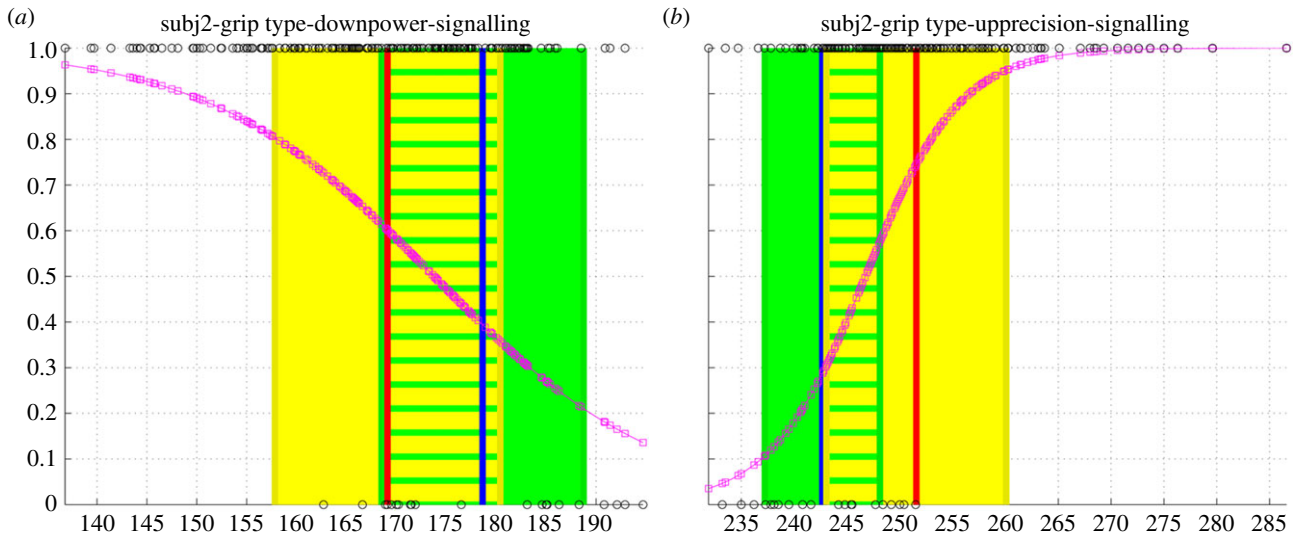 (a) subj2-grip type-downpower-signalling
(b) subj2-grip type-upprecision-signalling
1.0
0.9
0.8
0.7
0.6
0.5
0.4
0.3
0.2
0.1
0
140 145 150 155 160 165 170 175 180 185 190
235 240 245 250 255 260 265 270 275 280 285